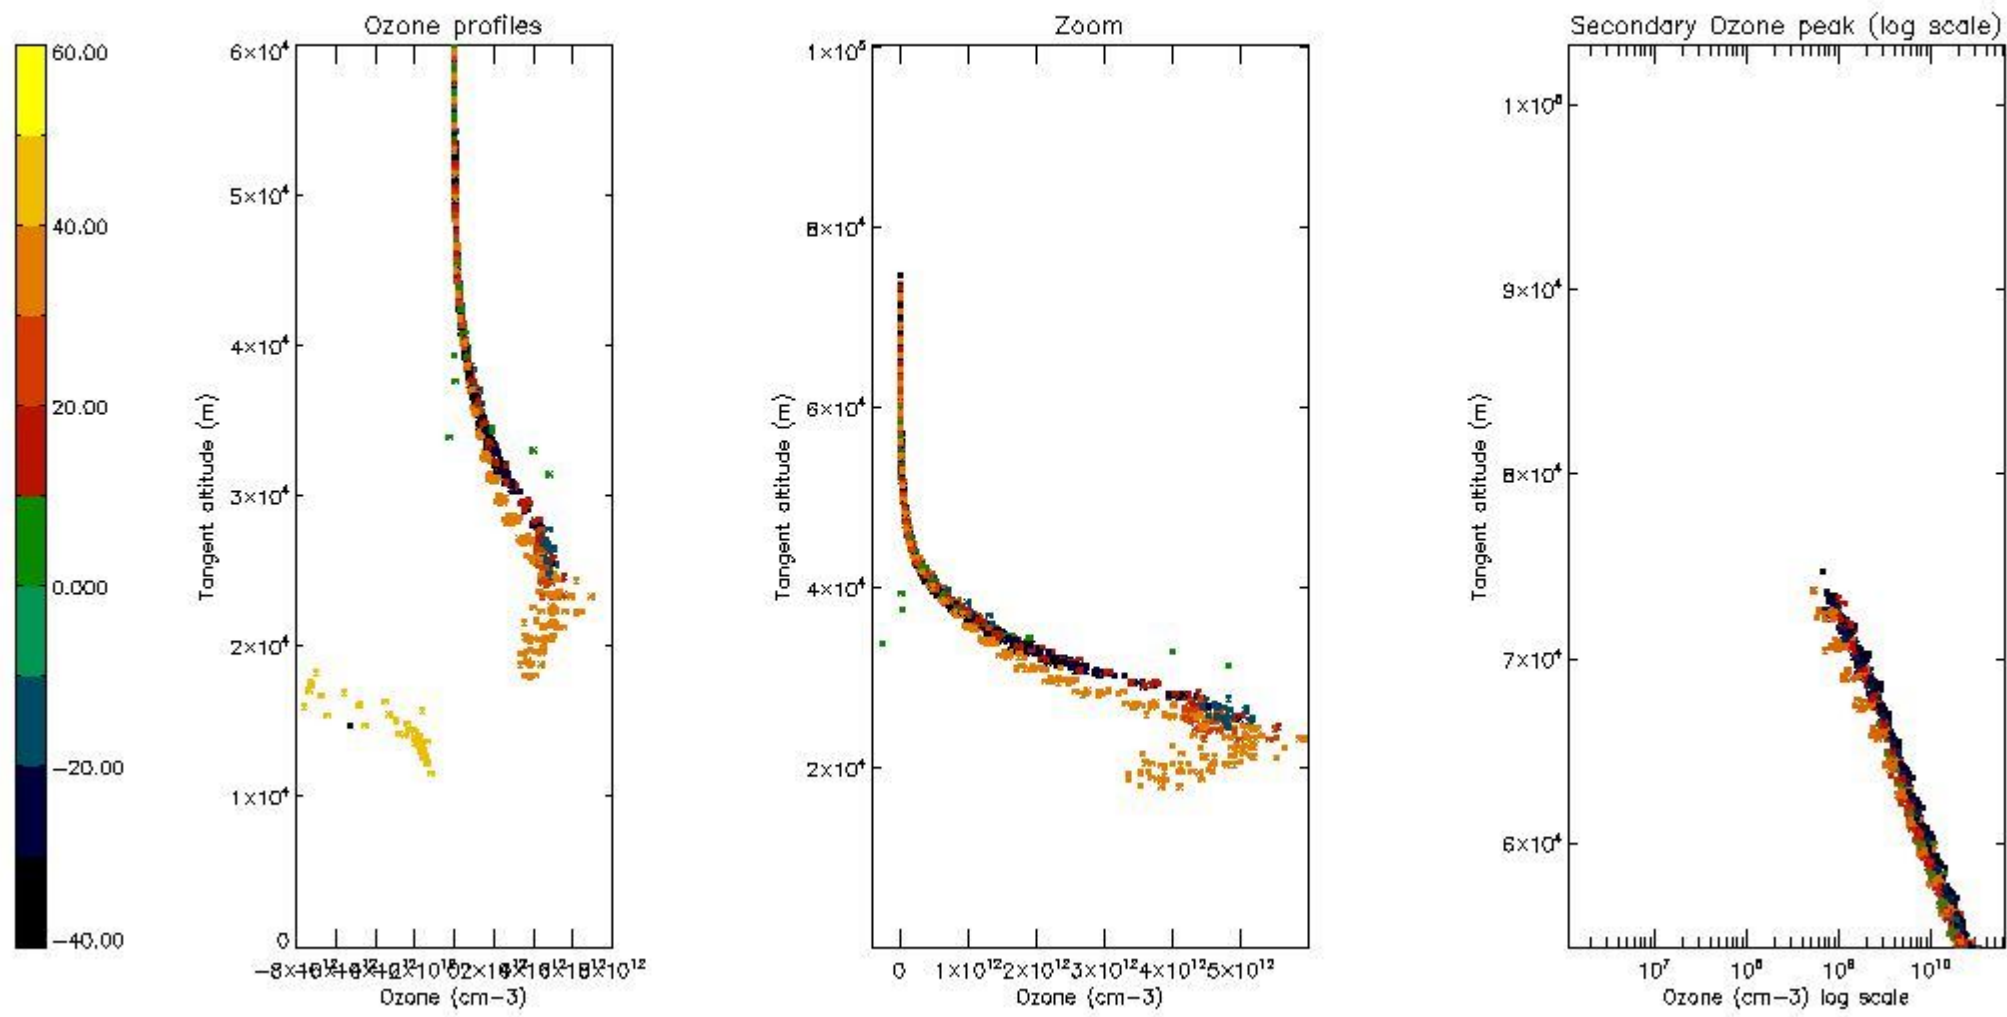 Ozone profiles
Zoom
Secondary Ozone peak (log scale)
60.00
40.00
20.00
0.000
−20.00
−40.00
6×10⁴
5×10⁴
4×10⁴
3×10⁴
2×10⁴
1×10⁴
0
Tangent altitude (m)
Ozone (cm−3)
1×10⁵
8×10⁴
6×10⁴
4×10⁴
2×10⁴
Tangent altitude (m)
0 1×10¹² 2×10¹² 3×10¹² 4×10¹² 5×10¹²
Ozone (cm−3)
9×10⁴
8×10⁴
7×10⁴
6×10⁴
Tangent altitude (m)
10⁷ 10⁸ 10⁹ 10¹⁰
Ozone (cm−3) log scale